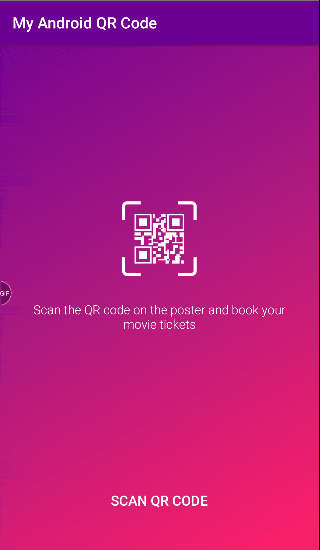 My Android QR Code
GIF
Scan the QR code on the poster and book your
movie tickets
SCAN QR CODE